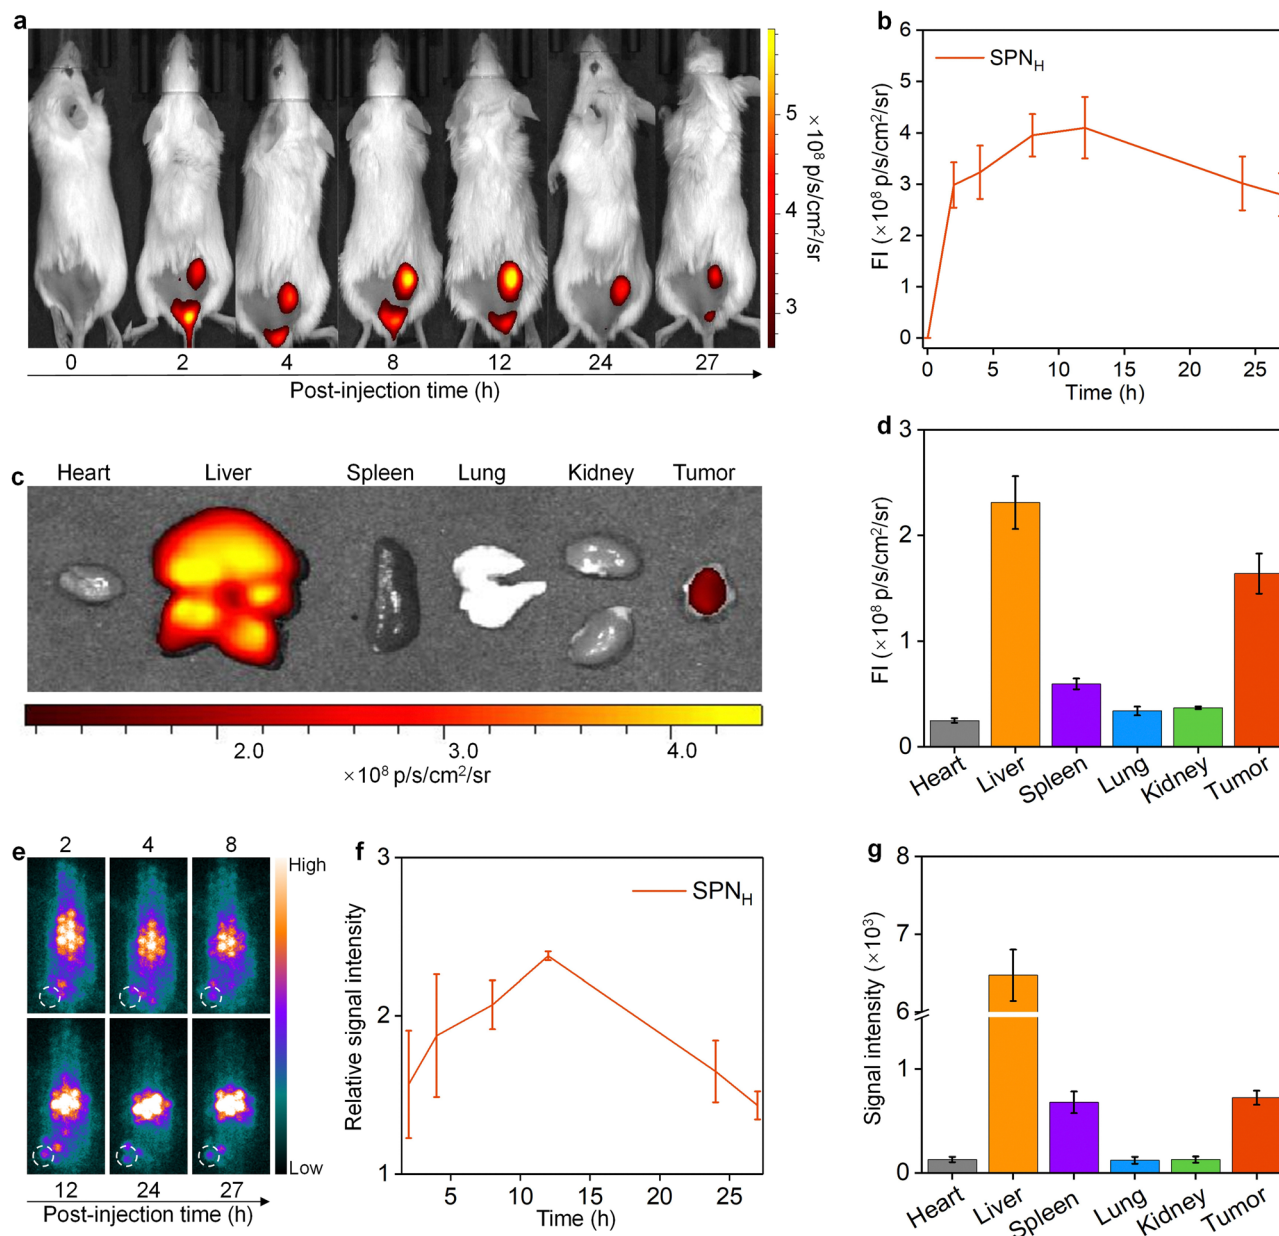 a
5
4
3
×10⁸ p/s/cm²/sr
0 2 4 8 12 24 27
Post-injection time (h)
b
SPN_H
6
5
4
3
2
1
0
FI (×10⁸ p/s/cm²/sr)
0 5 10 15 20 25
Time (h)
c
Heart Liver Spleen Lung Kidney Tumor
2.0 3.0 4.0
×10⁸ p/s/cm²/sr
d
3
2
1
0
FI (×10⁸ p/s/cm²/sr)
Heart Liver Spleen Lung Kidney Tumor
e
2 4 8
High
Low
12 24 27
Post-injection time (h)
f
SPN_H
3
2
1
Relative signal intensity
5 10 15 20 25
Time (h)
g
8
7
6
1
0
Signal intensity (×10³)
Heart Liver Spleen Lung Kidney Tumor